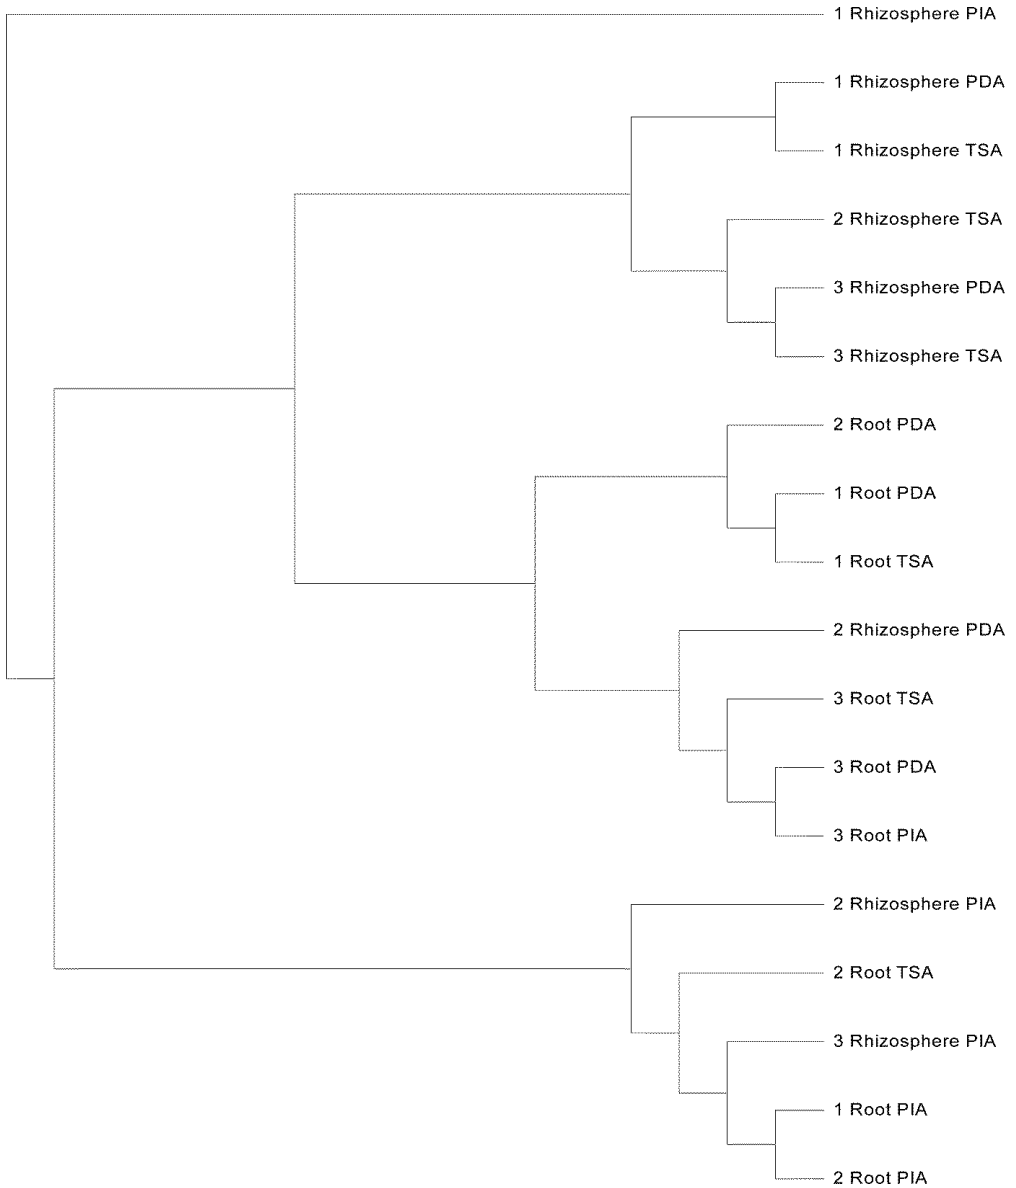 1 Rhizosphere PIA
1 Rhizosphere PDA
1 Rhizosphere TSA
2 Rhizosphere TSA
3 Rhizosphere PDA
3 Rhizosphere TSA
2 Root PDA
1 Root PDA
1 Root TSA
2 Rhizosphere PDA
3 Root TSA
3 Root PDA
3 Root PIA
2 Rhizosphere PIA
2 Root TSA
3 Rhizosphere PIA
1 Root PIA
2 Root PIA